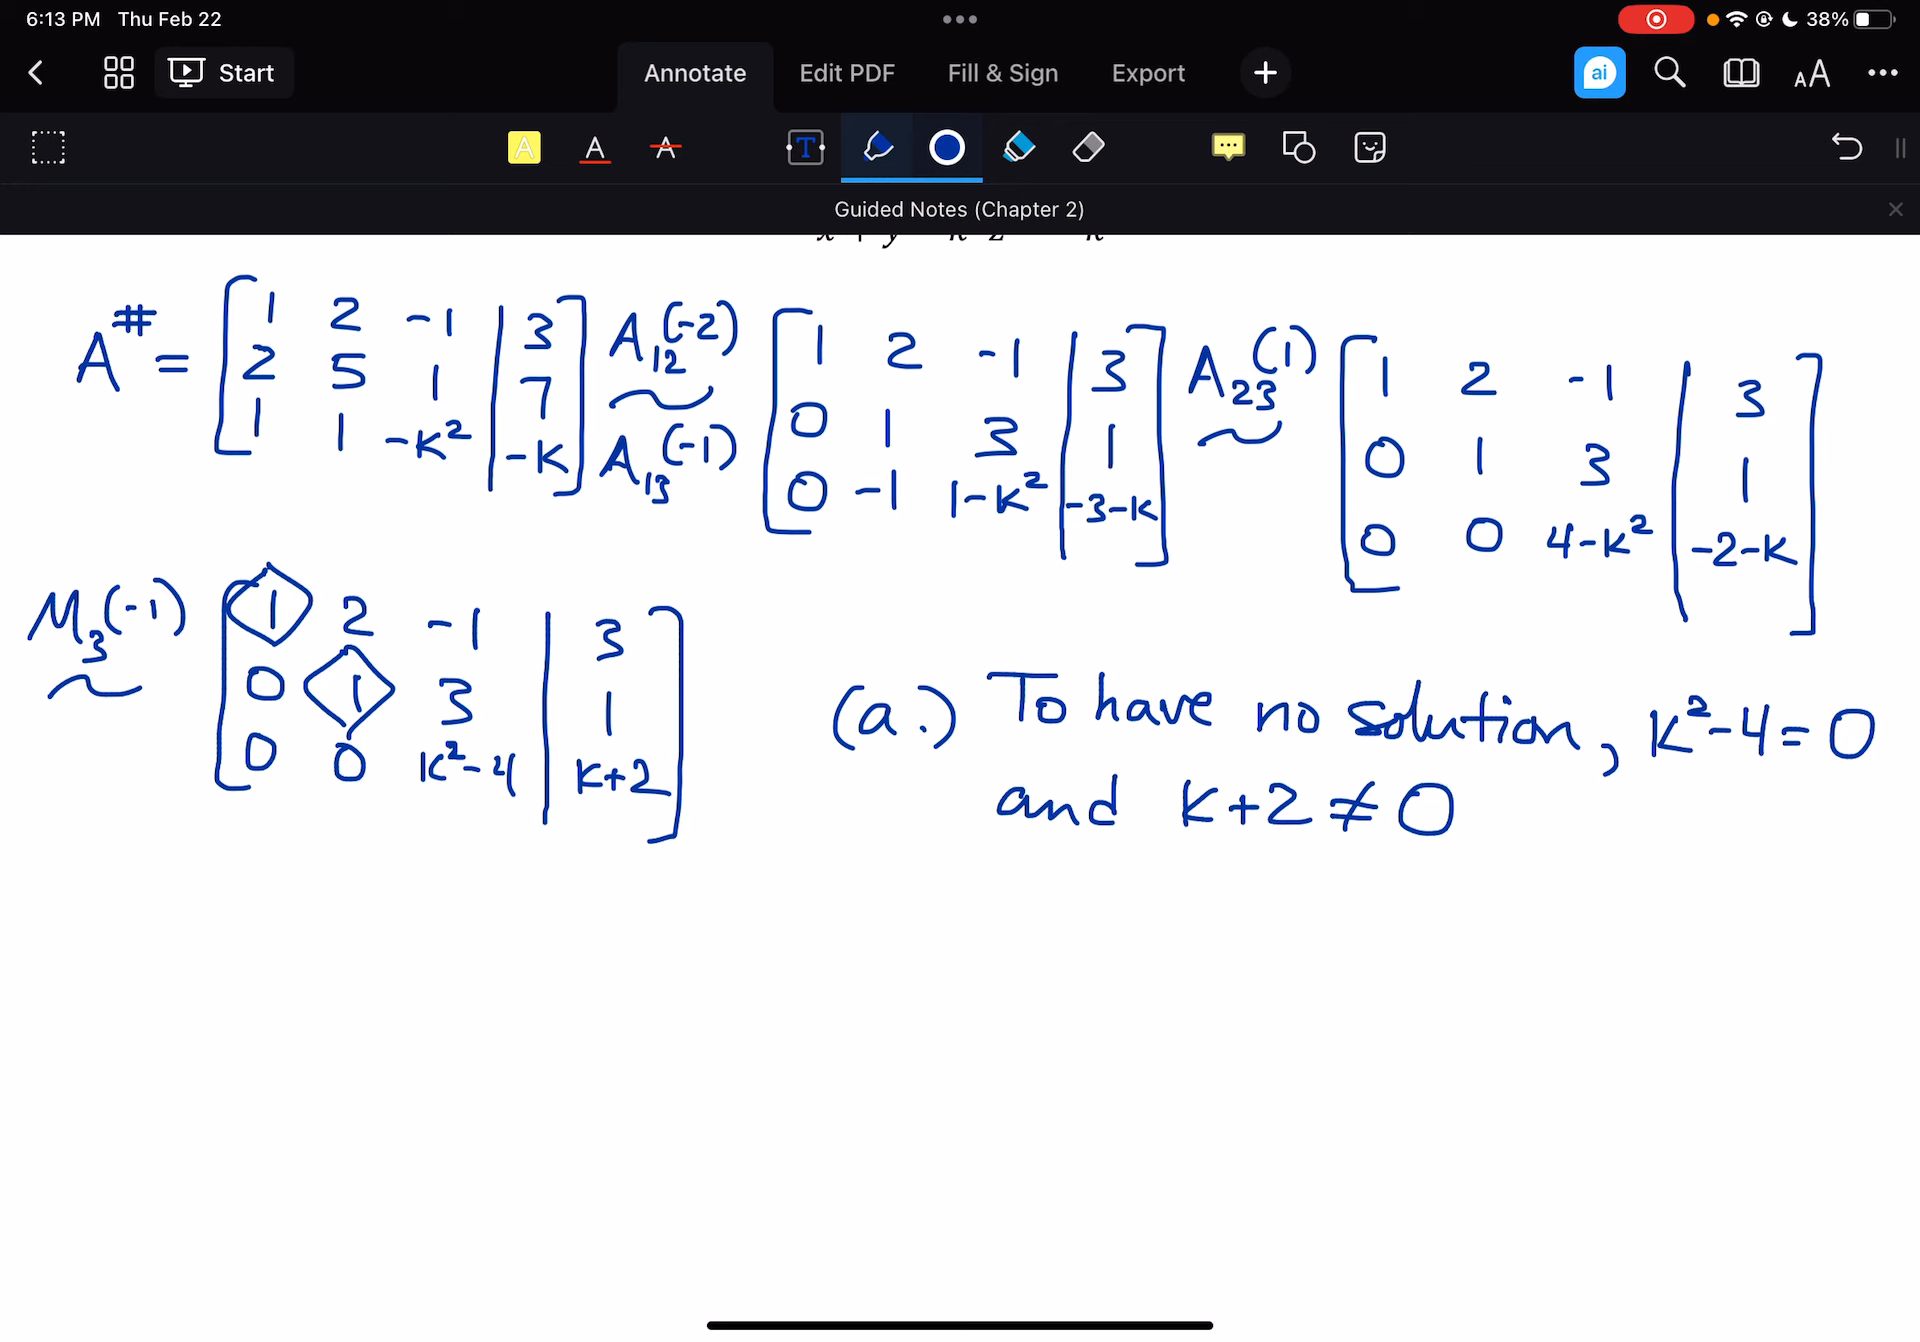 6:13 PM Thu Feb 22
38%
Start
Annotate
Edit PDF
Fill & Sign
Export
ai
AA
Guided Notes (Chapter 2)
A# = [1 2 -1 | 3] A12(-2) [1 2 -1 | 3] A23(1) [1 2 -1 | 3]
[2 5 1 | 7] ~ [0 1 3 | 1] ~ [0 1 3 | 1]
[1 1 -k² | -k] A13(-1) [0 -1 1-k² | -3-k] [0 0 4-k² | -2-k]
M3(-1) [1 2 -1 | 3]
~ [0 1 3 | 1]
[0 0 k²-4 | k+2]
(a.) To have no solution, k²-4=0
and k+2≠0